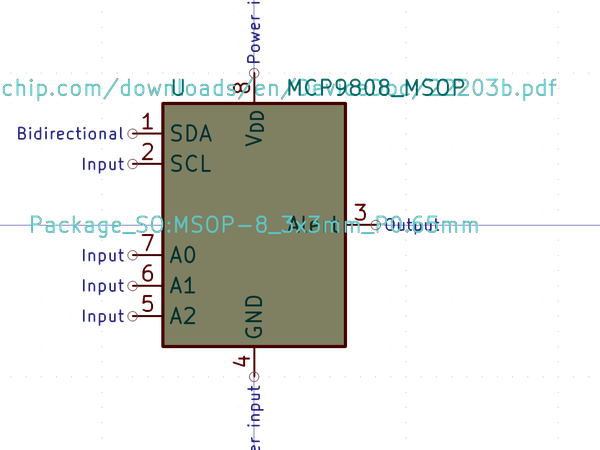 Power i
8
U MCP9808_MSOP
chip.com/downloads/en/DeviceDoc/22203b.pdf
VDD
Bidirectional 1 SDA
Input 2 SCL
Alert 3 Output
Package_SO:MSOP-8_3x3mm_P0.65mm
Input 7 A0
Input 6 A1
Input 5 A2
GND
4
er input